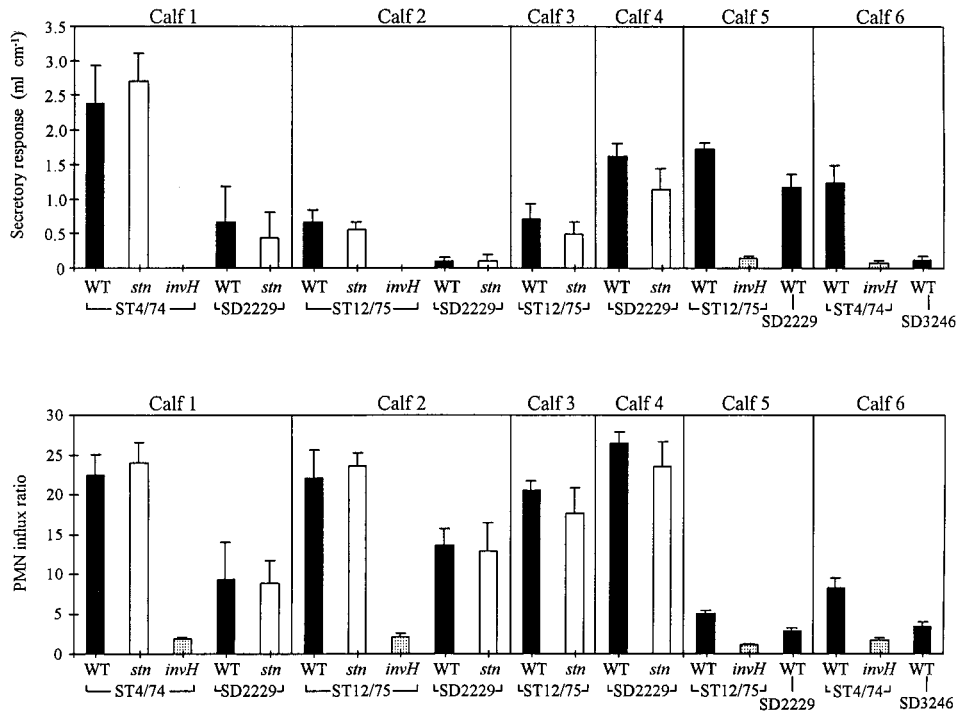 Calf 1 Calf 2 Calf 3 Calf 4 Calf 5 Calf 6
Secretory response (ml cm⁻¹)
3.5
3.0
2.5
2.0
1.5
1.0
0.5
0
WT stn invH WT stn WT stn invH WT stn WT stn WT stn WT invH WT WT invH WT
ST4/74 SD2229 ST12/75 SD2229 ST12/75 SD2229 ST12/75 SD2229 ST4/74 SD3246
Calf 1 Calf 2 Calf 3 Calf 4 Calf 5 Calf 6
PMN influx ratio
30
25
20
15
10
5
0
WT stn invH WT stn WT stn invH WT stn WT stn WT stn WT invH WT WT invH WT
ST4/74 SD2229 ST12/75 SD2229 ST12/75 SD2229 ST12/75 SD2229 ST4/74 SD3246